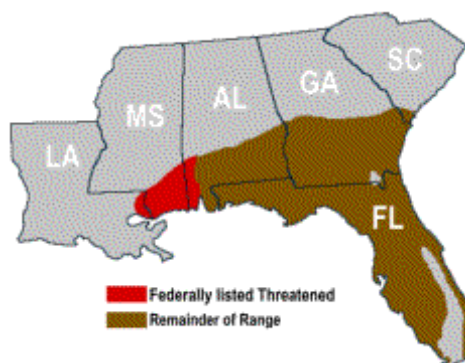 SC
GA
AL
MS
LA
FL
Federally listed Threatened
Remainder of Range